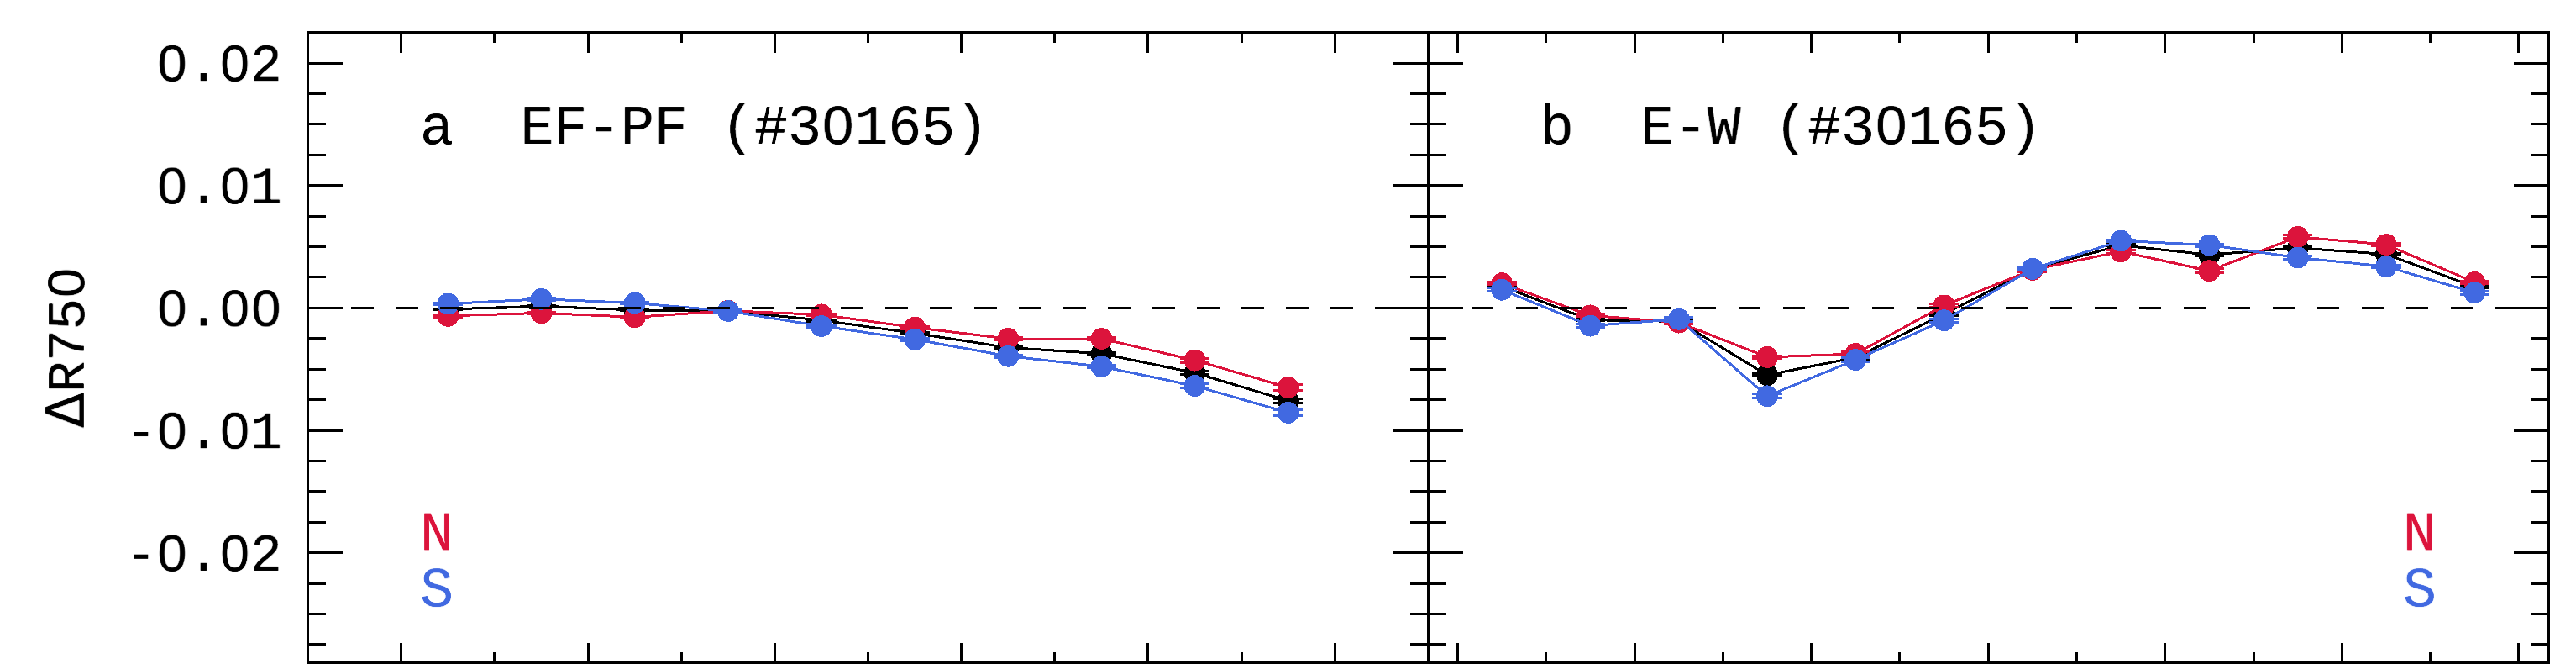 0.02
0.01
0.00
-0.01
-0.02
ΔR750
a EF-PF (#30165)
N
S
b E-W (#30165)
N
S